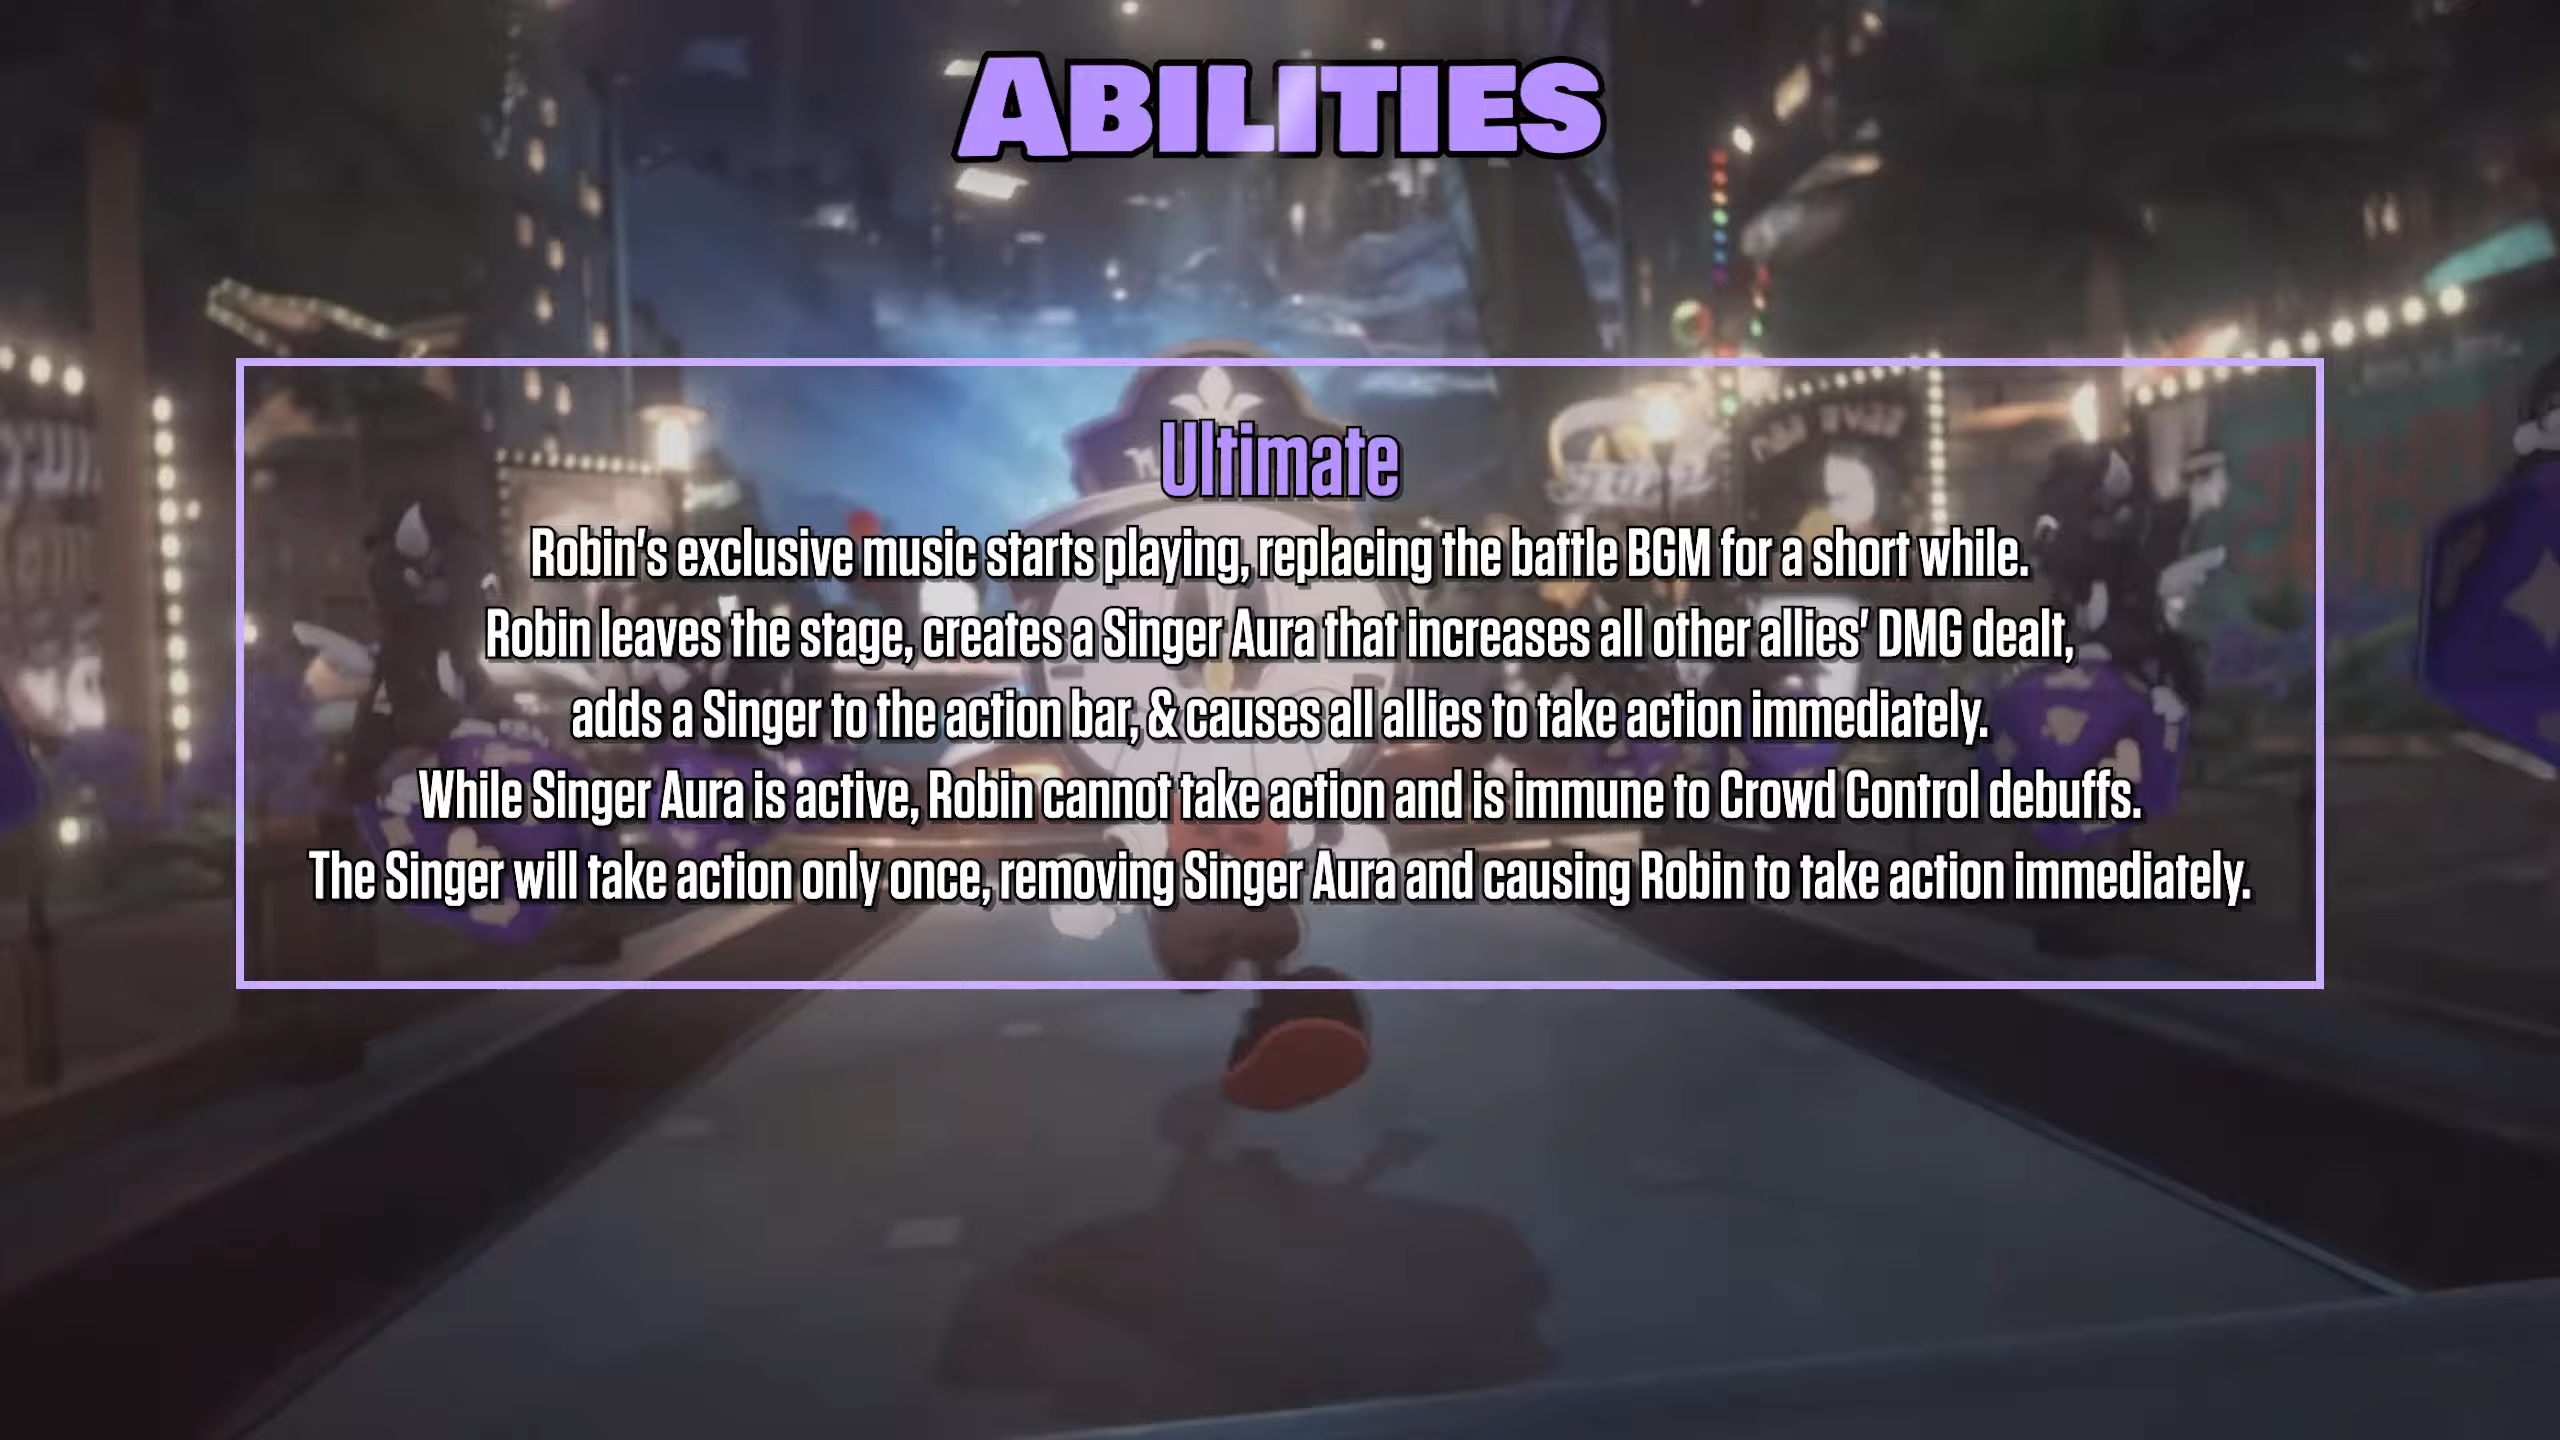 ABILITIES
Ultimate
Robin's exclusive music starts playing, replacing the battle BGM for a short while.
Robin leaves the stage, creates a Singer Aura that increases all other allies' DMG dealt,
adds a Singer to the action bar, & causes all allies to take action immediately.
While Singer Aura is active, Robin cannot take action and is immune to Crowd Control debuffs.
The Singer will take action only once, removing Singer Aura and causing Robin to take action immediately.